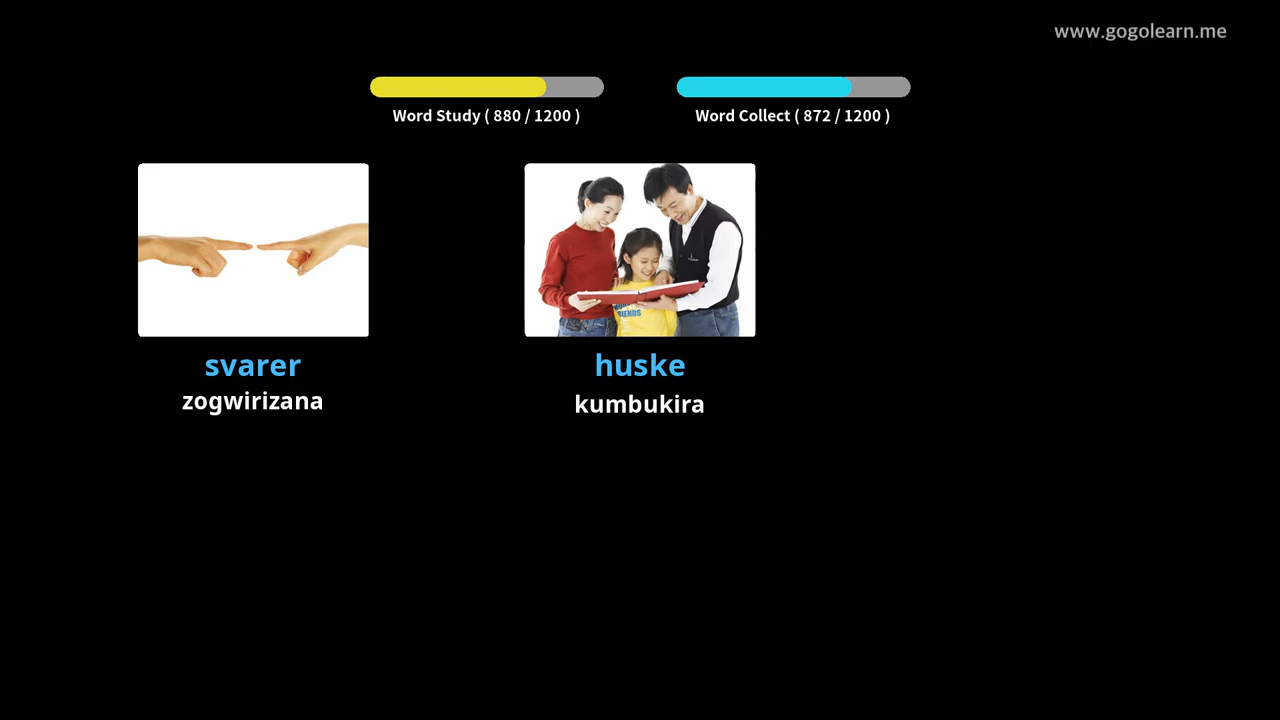 www.gogolearn.me
Word Study ( 880 / 1200 )
Word Collect ( 872 / 1200 )
svarer
huske
zogwirizana
kumbukira